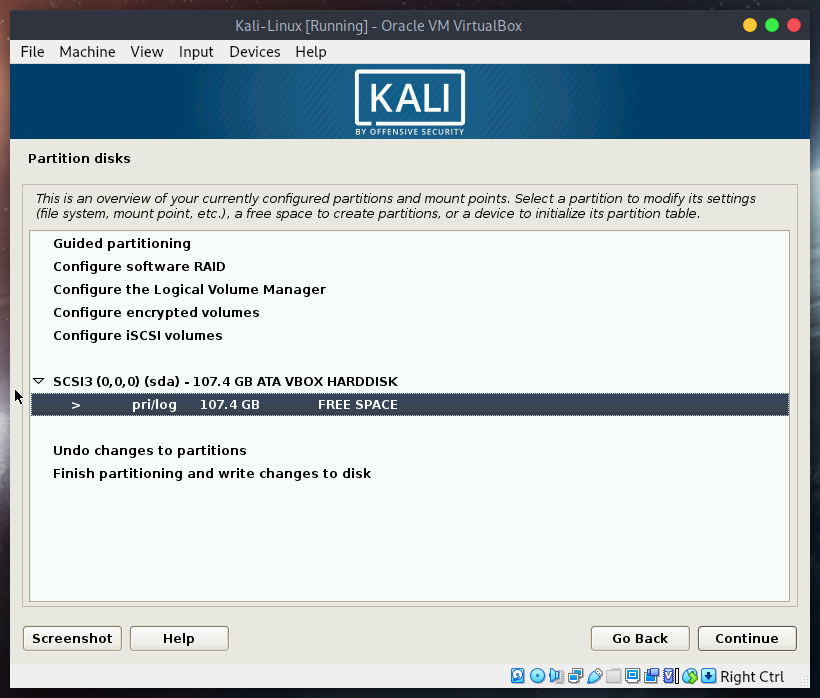 Kali-Linux [Running] - Oracle VM VirtualBox
File Machine View Input Devices Help
KALI
BY OFFENSIVE SECURITY
Partition disks
This is an overview of your currently configured partitions and mount points. Select a partition to modify its settings
(file system, mount point, etc.), a free space to create partitions, or a device to initialize its partition table.
Guided partitioning
Configure software RAID
Configure the Logical Volume Manager
Configure encrypted volumes
Configure iSCSI volumes
SCSI3 (0,0,0) (sda) - 107.4 GB ATA VBOX HARDDISK
> pri/log 107.4 GB FREE SPACE
Undo changes to partitions
Finish partitioning and write changes to disk
Screenshot Help Go Back Continue
Right Ctrl